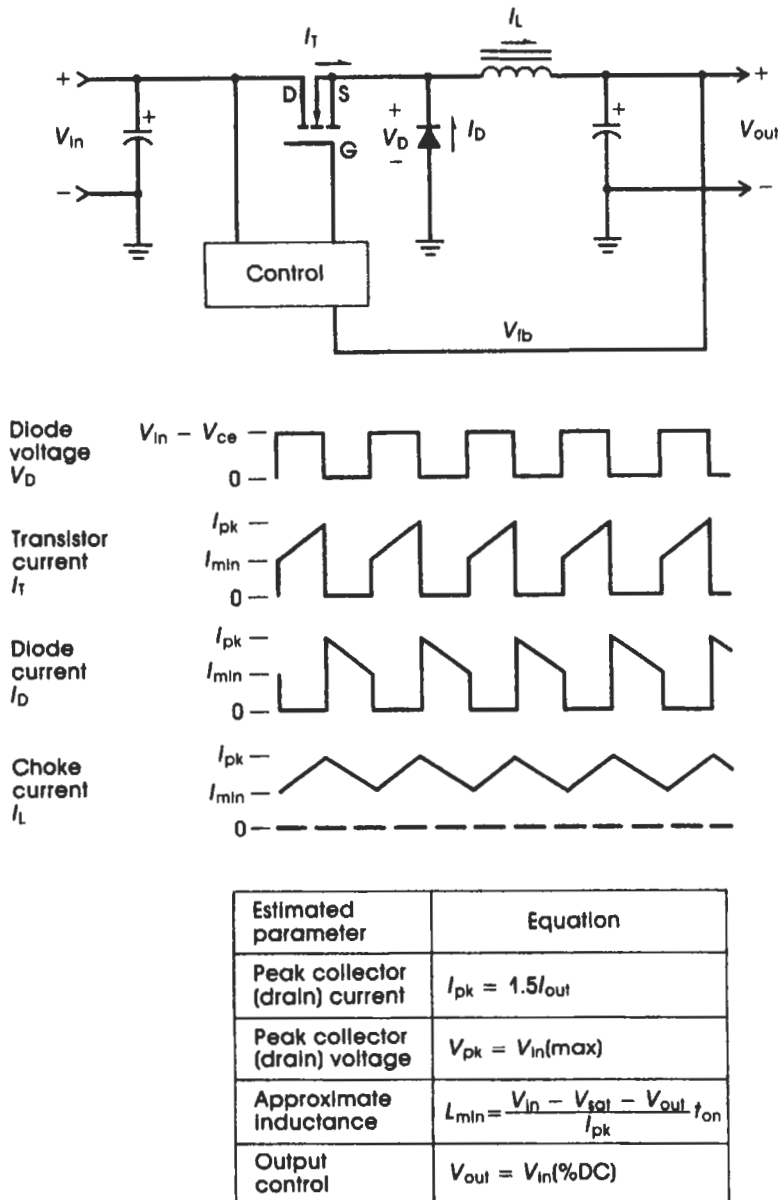 I_T
I_L
+
D
S
+
+
+
+
V_in
V_D
I_D
V_out
G
−
−
−
Control
V_fb
Diode
voltage
V_D
V_in − V_ce
0
Transistor
current
I_T
I_pk
I_min
0
Diode
current
I_D
I_pk
I_min
0
Choke
current
I_L
I_pk
I_min
0
Estimated parameter
Equation
Peak collector (drain) current
I_pk = 1.5I_out
Peak collector (drain) voltage
V_pk = V_in(max)
Approximate inductance
L_min = (V_in − V_sat − V_out) / I_pk t_on
Output control
V_out = V_in(%DC)